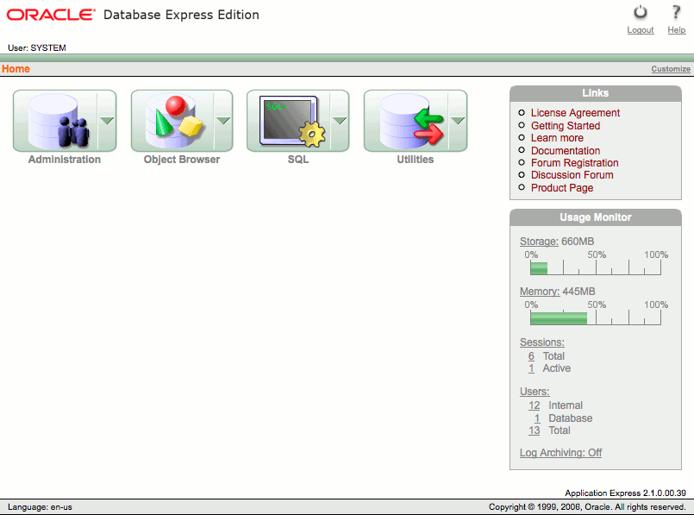 ORACLE Database Express Edition
Logout Help
User: SYSTEM
Home
Customize
Administration
Object Browser
SQL>
SQL
Utilities
Links
License Agreement
Getting Started
Learn more
Documentation
Forum Registration
Discussion Forum
Product Page
Usage Monitor
Storage: 660MB
0% 50% 100%
Memory: 445MB
0% 50% 100%
Sessions:
6 Total
1 Active
Users:
12 Internal
1 Database
13 Total
Log Archiving: Off
Application Express 2.1.0.00.39
Language: en-us
Copyright © 1999, 2006, Oracle. All rights reserved.